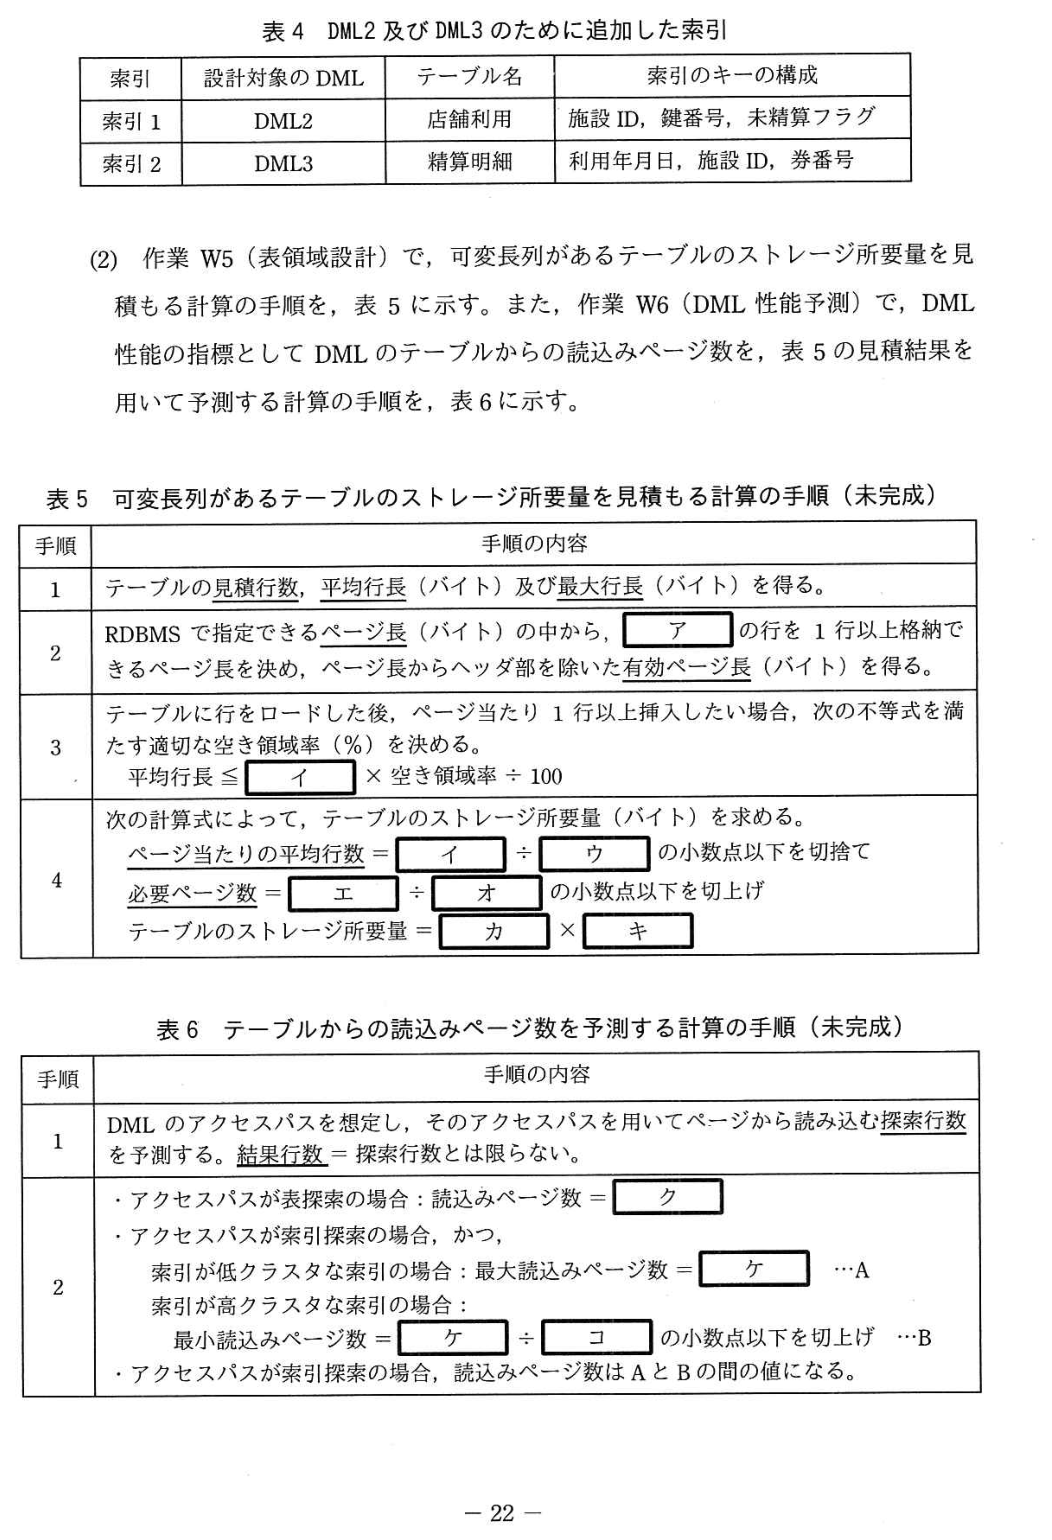 表4 DML2及びDML3のために追加した索引
索引 設計対象のDML テーブル名 索引のキーの構成
索引1 DML2 店舗利用 施設ID，鍵番号，未精算フラグ
索引2 DML3 精算明細 利用年月日，施設ID，券番号
(2) 作業 W5（表領域設計）で，可変長列があるテーブルのストレージ所要量を見
積もる計算の手順を，表 5 に示す。また，作業 W6（DML 性能予測）で，DML
性能の指標として DML のテーブルからの読込みページ数を，表 5 の見積結果を
用いて予測する計算の手順を，表6に示す。
表5 可変長列があるテーブルのストレージ所要量を見積もる計算の手順（未完成）
手順 手順の内容
1 テーブルの見積行数，平均行長（バイト）及び最大行長（バイト）を得る。
2 RDBMS で指定できるページ長（バイト）の中から，ア の行を 1 行以上格納で
きるページ長を決め，ページ長からヘッダ部を除いた有効ページ長（バイト）を得る。
3 テーブルに行をロードした後，ページ当たり 1 行以上挿入したい場合，次の不等式を満
たす適切な空き領域率（％）を決める。
平均行長 ≦ イ × 空き領域率 ÷ 100
4 次の計算式によって，テーブルのストレージ所要量（バイト）を求める。
ページ当たりの平均行数 ＝ イ ÷ ウ の小数点以下を切捨て
必要ページ数 ＝ エ ÷ オ の小数点以下を切上げ
テーブルのストレージ所要量 ＝ カ × キ
表6 テーブルからの読込みページ数を予測する計算の手順（未完成）
手順 手順の内容
1 DML のアクセスパスを想定し，そのアクセスパスを用いてページから読み込む探索行数
を予測する。結果行数 ＝ 探索行数とは限らない。
2 ・アクセスパスが表探索の場合：読込みページ数 ＝ ク
・アクセスパスが索引探索の場合，かつ，
索引が低クラスタな索引の場合：最大読込みページ数 ＝ ケ …A
索引が高クラスタな索引の場合：
最小読込みページ数 ＝ ケ ÷ コ の小数点以下を切上げ …B
・アクセスパスが索引探索の場合，読込みページ数は A と B の間の値になる。
－ 22 －